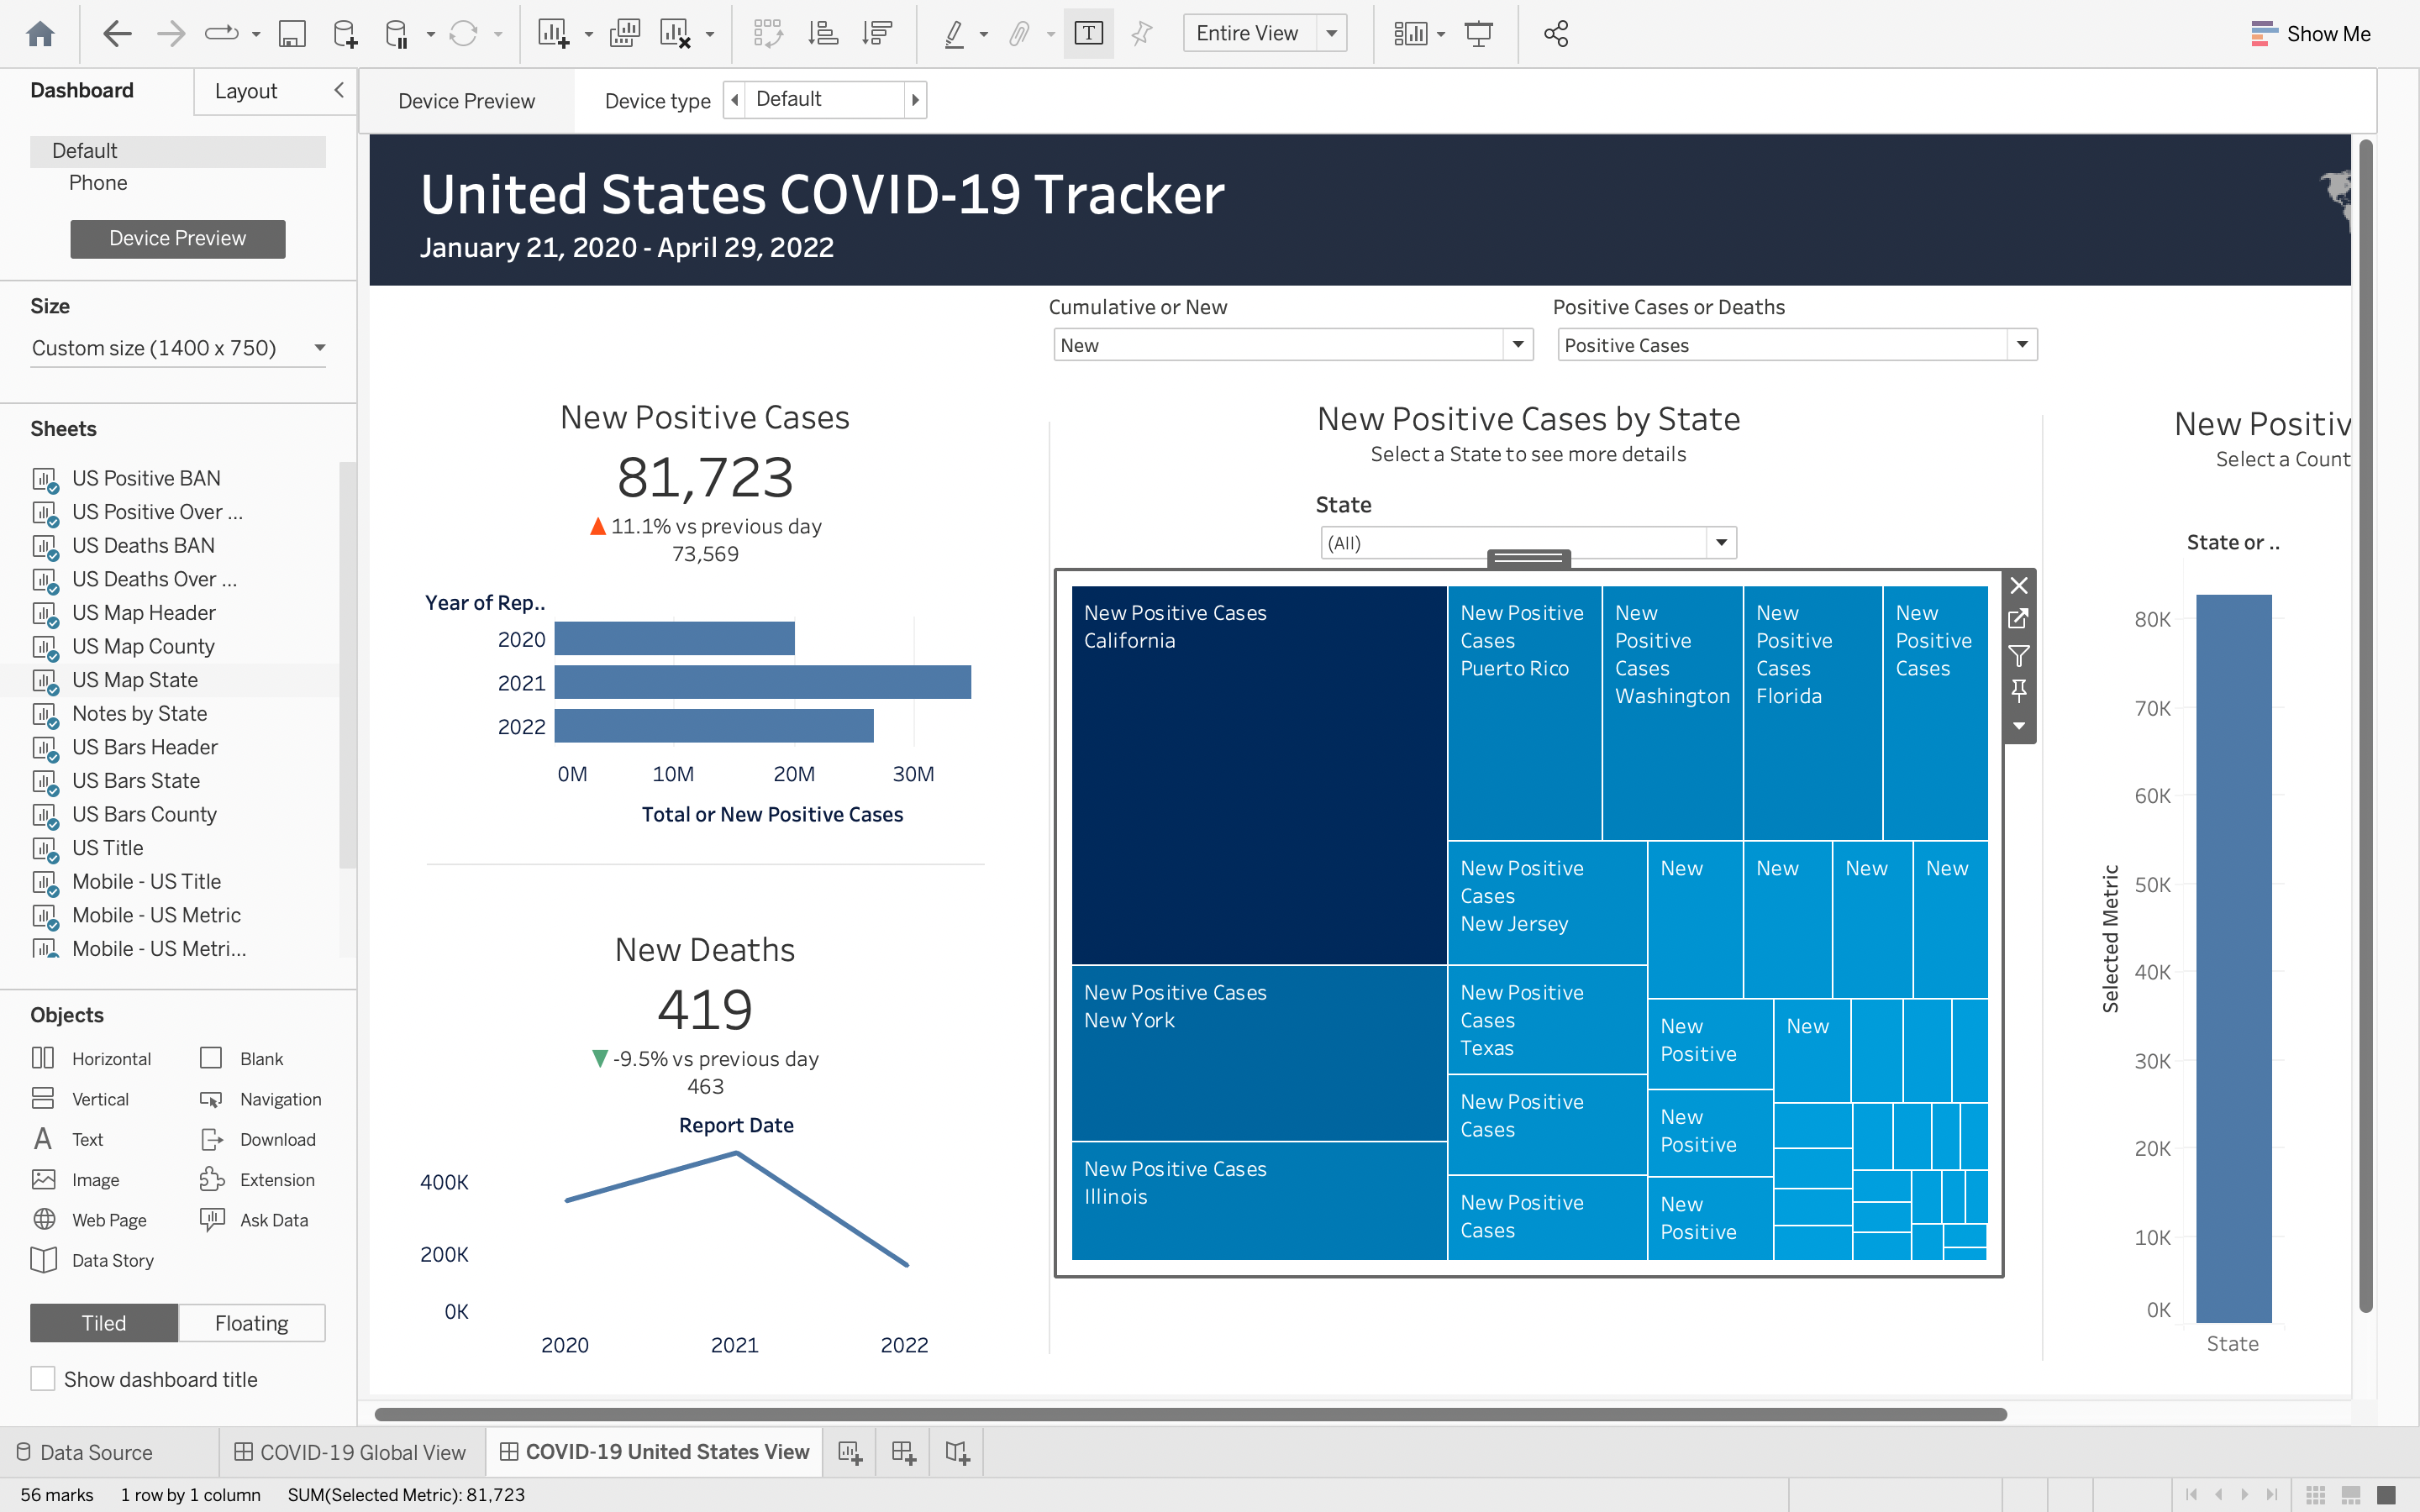 Entire View
Show Me
Dashboard
Layout
Default
Phone
Device Preview
Size
Custom size (1400 x 750)
Sheets
US Positive BAN
US Positive Over ...
US Deaths BAN
US Deaths Over ...
US Map Header
US Map County
US Map State
Notes by State
US Bars Header
US Bars State
US Bars County
US Title
Mobile - US Title
Mobile - US Metric
Mobile - US Metri...
Objects
Horizontal
Blank
Vertical
Navigation
Text
Download
Image
Extension
Web Page
Ask Data
Data Story
Tiled
Floating
Show dashboard title
Device Preview
Device type
Default
United States COVID-19 Tracker
January 21, 2020 - April 29, 2022
Cumulative or New
New
Positive Cases or Deaths
Positive Cases
New Positive Cases
81,723
11.1% vs previous day
73,569
Year of Rep..
2020
2021
2022
0M
10M
20M
30M
Total or New Positive Cases
New Deaths
419
-9.5% vs previous day
463
Report Date
400K
200K
0K
2020
2021
2022
New Positive Cases by State
Select a State to see more details
State
(All)
New Positive Cases
California
New Positive Cases
New York
New Positive Cases
Illinois
New Positive
Cases
Puerto Rico
New
Positive
Cases
Washington
New
Positive
Cases
Florida
New
Positive
Cases
New Positive
Cases
New Jersey
New
New
New
New
New Positive
Cases
Texas
New Positive
Cases
New Positive
Cases
New
Positive
New
New
Positive
New
Positive
New Positiv
Select a Count
State or ..
80K
70K
60K
50K
40K
30K
20K
10K
0K
Selected Metric
State
Data Source
COVID-19 Global View
COVID-19 United States View
56 marks
1 row by 1 column
SUM(Selected Metric): 81,723